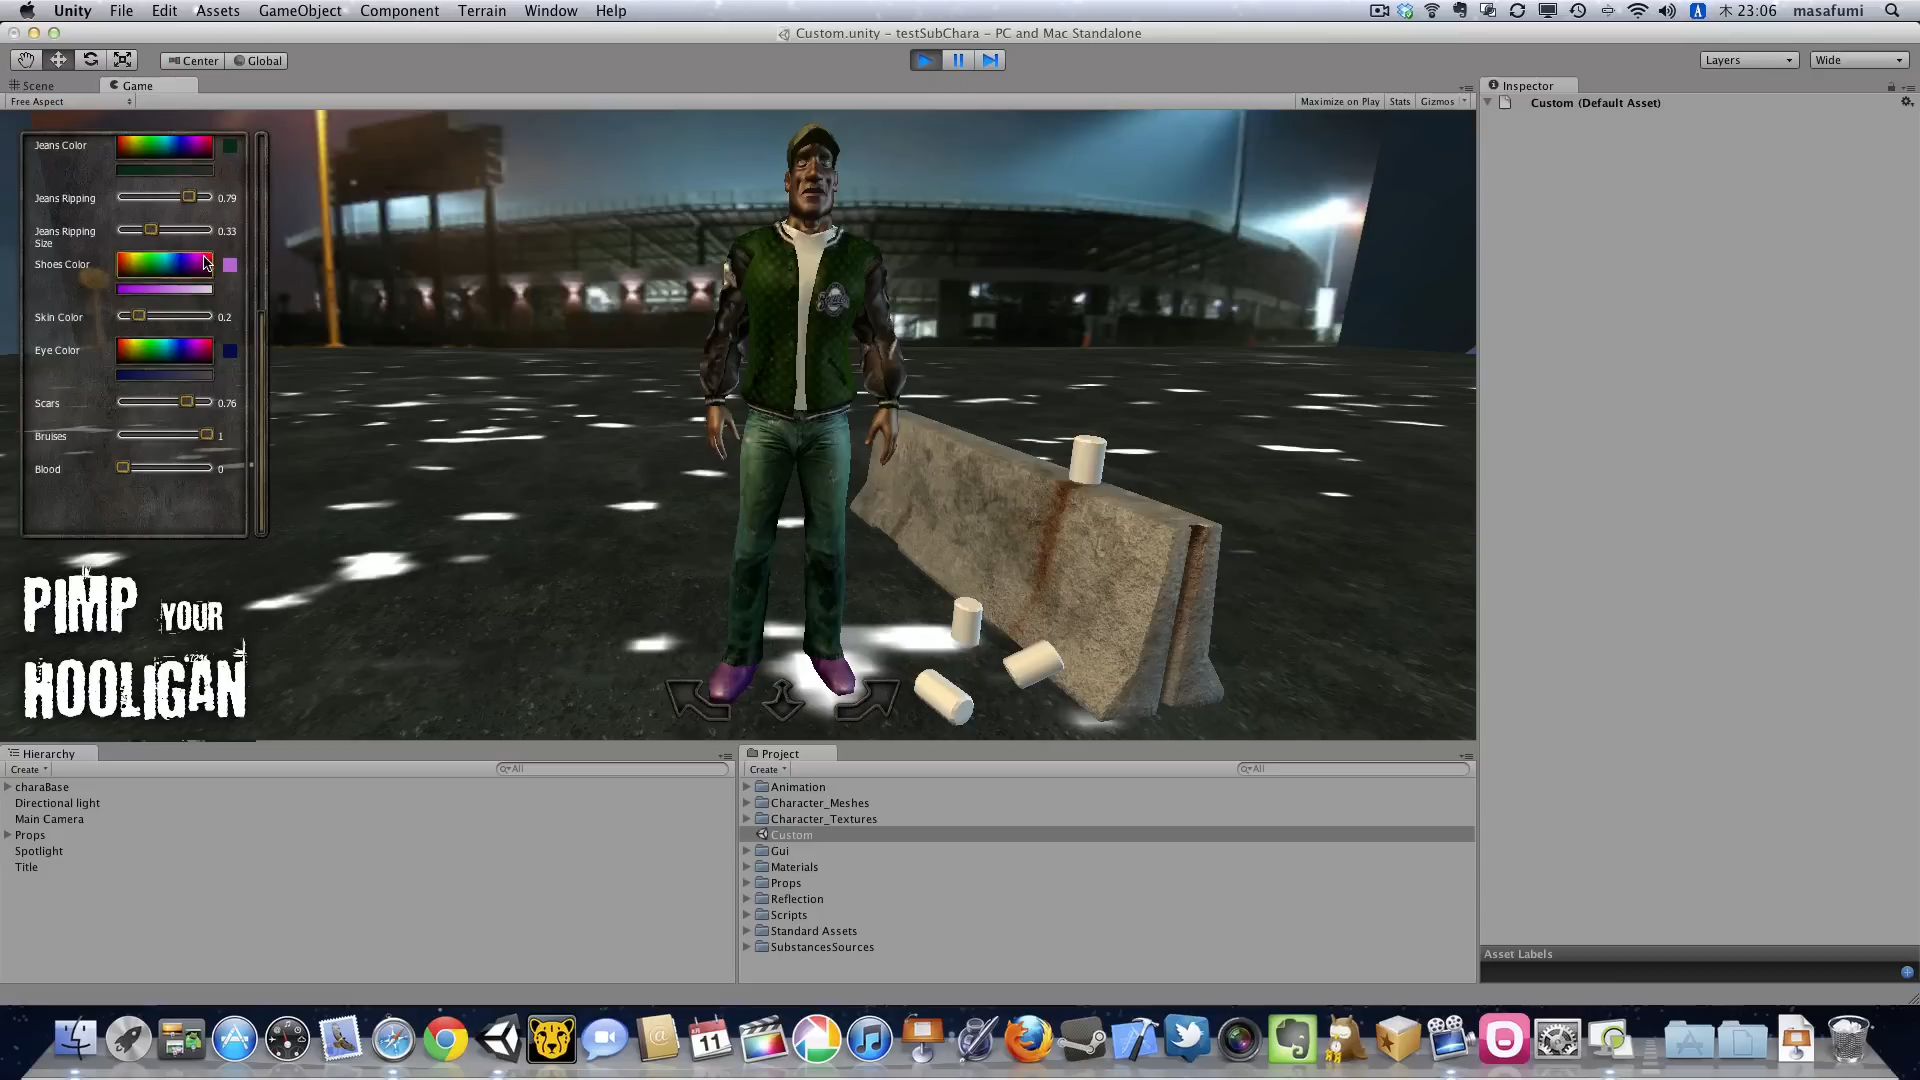 Unity File Edit Assets GameObject Component Terrain Window Help
木 23:06 masafumi
Custom.unity – testSubChara – PC and Mac Standalone
Center Global
Layers Wide
Scene Game
Free Aspect
Maximize on Play Stats Gizmos
Inspector
Custom (Default Asset)
Jeans Color
Jeans Ripping 0.79
Jeans Ripping Size 0.33
Shoes Color
Skin Color 0.2
Eye Color
Scars 0.76
Bruises 1
Blood 0
PIMP YOUR
HOOLIGAN
Hierarchy
Create All
charaBase
Directional light
Main Camera
Props
Spotlight
Title
Project
Create All
Animation
Character_Meshes
Character_Textures
Custom
Gui
Materials
Props
Reflection
Scripts
Standard Assets
SubstancesSources
Asset Labels
11